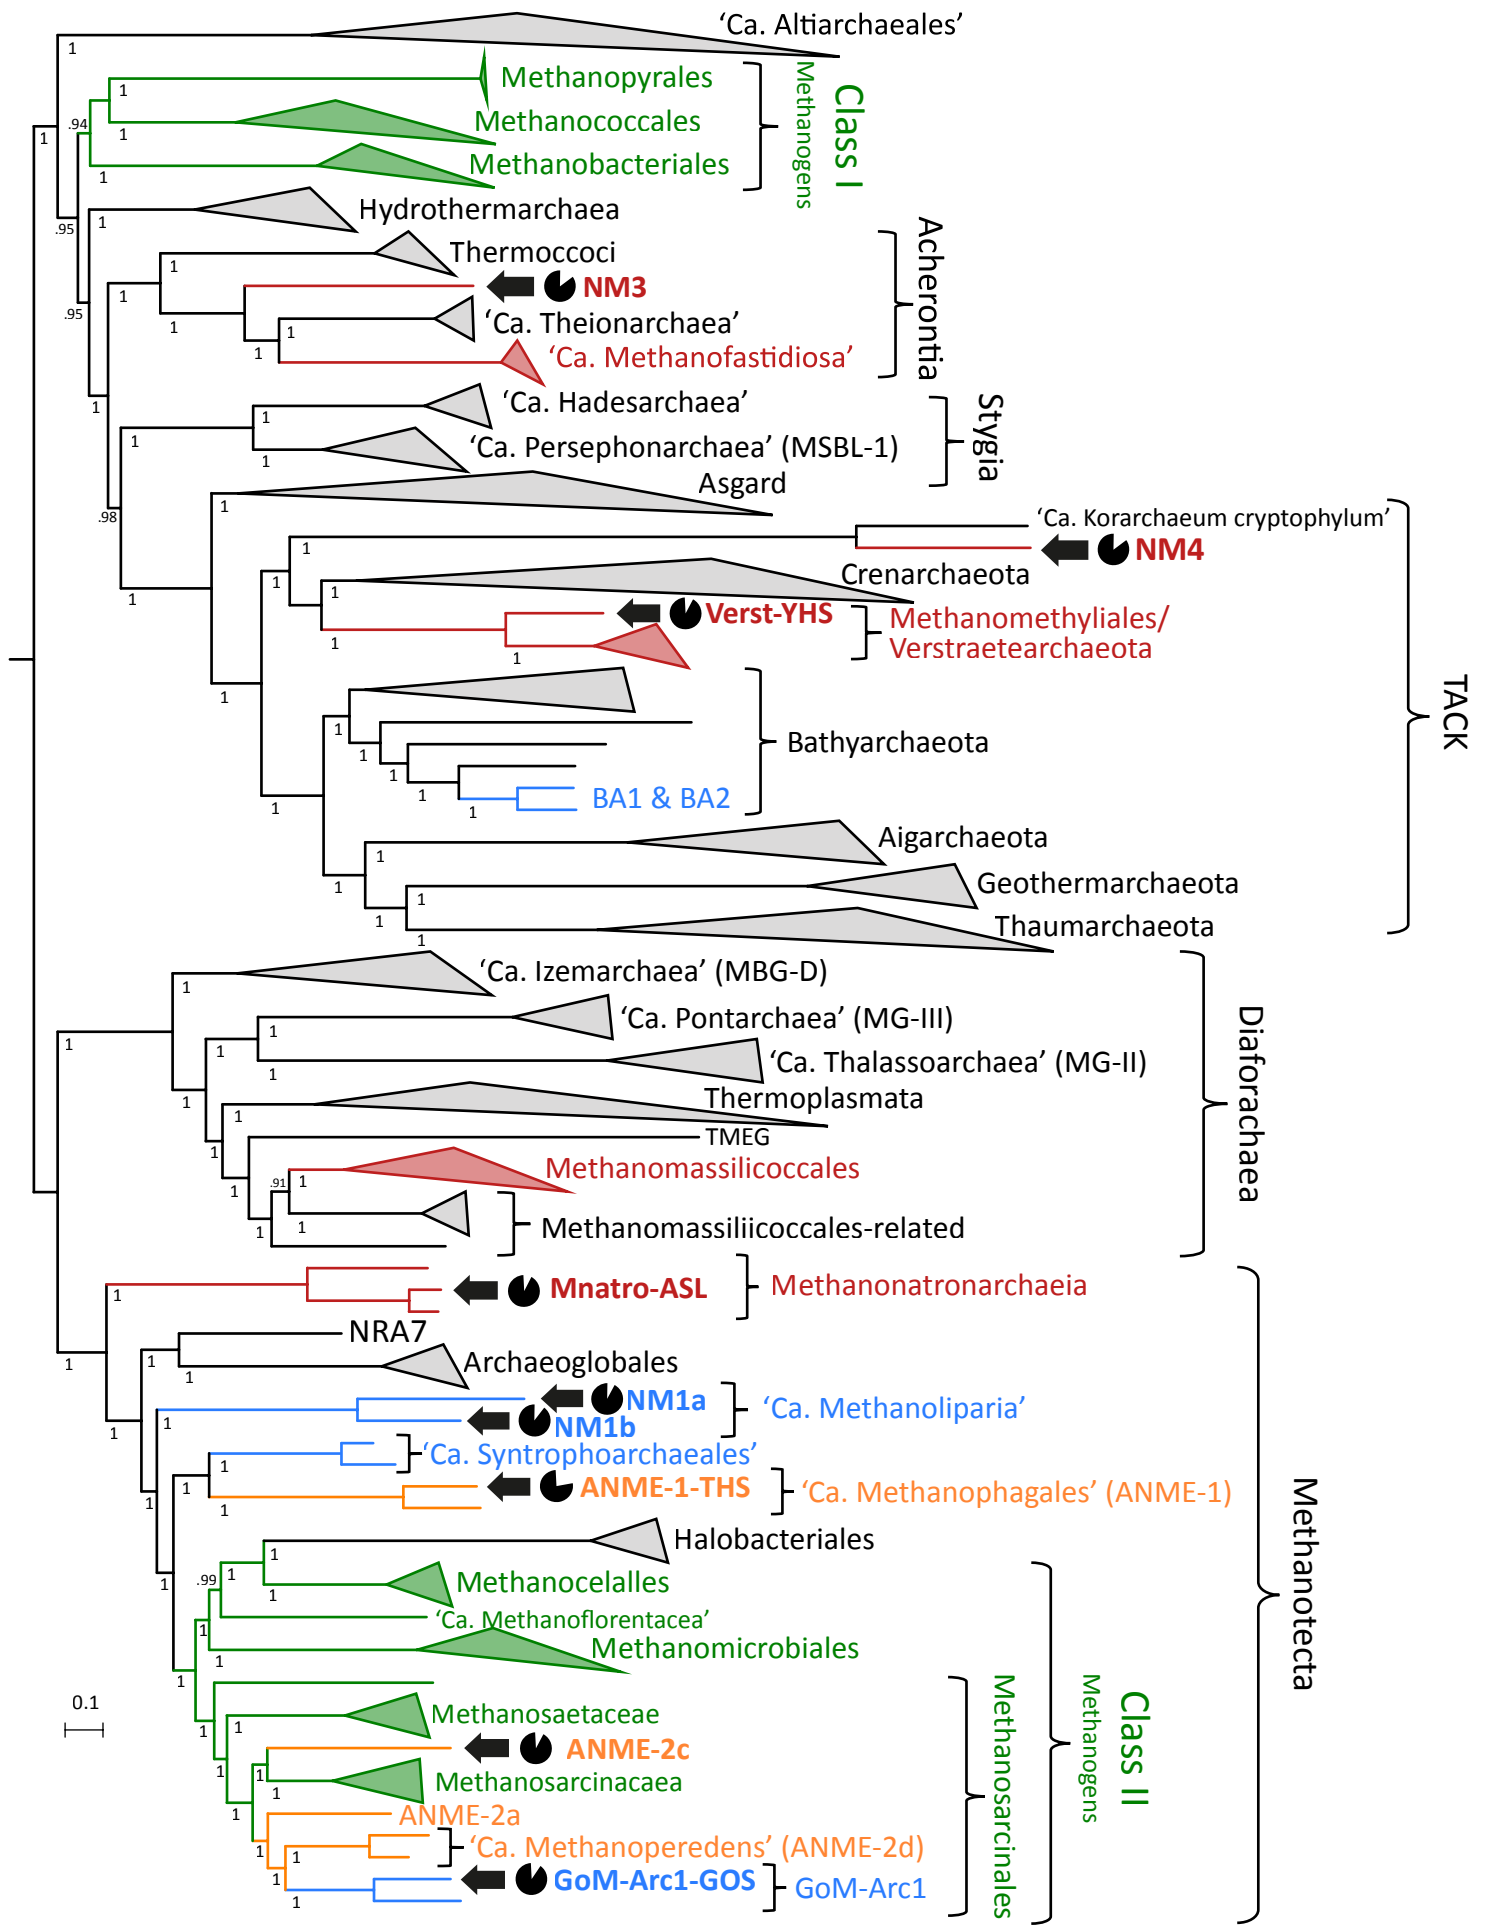 ‘Ca. Altiarchaeales’
1
Methanopyrales
1
.94
Methanococcales
1
1
Methanobacteriales
1
Class I
Methanogens
Hydrothermarchaea
1
.95
Thermoccoci
1
NM3
1
.95
1
‘Ca. Theionarchaea’
1
1
‘Ca. Methanofastidiosa’
Acherontia
‘Ca. Hadesarchaea’
1
1
1
‘Ca. Persephonarchaea’ (MSBL-1)
1
Stygia
Asgard
1
.98
‘Ca. Korarchaeum cryptophylum’
1
NM4
Crenarchaeota
1
1
1
Verst-YHS
Methanomethyliales/
Verstraetearchaeota
1
1
1
1
1
1
Bathyarchaeota
1
BA1 & BA2
1
1
Aigarchaeota
1
1
Geothermarchaeota
1
1
Thaumarchaeota
1
TACK
‘Ca. Izemarchaea’ (MBG-D)
1
‘Ca. Pontarchaea’ (MG-III)
1
1
1
‘Ca. Thalassoarchaea’ (MG-II)
1
1
Thermoplasmata
1
TMEG
1
Methanomassilicoccales
.91
1
1
1
1
Methanomassiliicoccales-related
Diaforachaea
1
Mnatro-ASL
Methanonatronarchaeia
NRA7
1
1
1
Archaeoglobales
NM1a
1
NM1b
‘Ca. Methanoliparia’
1
‘Ca. Syntrophoarchaeales’
1
1
ANME-1-THS
‘Ca. Methanophagales’ (ANME-1)
1
1
Halobacteriales
1
.99
1
1
1
Methanocelalles
‘Ca. Methanoflorentacea’
1
Methanomicrobiales
1
1
0.1
Methanosaetaceae
1
1
ANME-2c
1
1
1
Methanosarcinacaea
1
ANME-2a
1
1
‘Ca. Methanoperedens’ (ANME-2d)
1
GoM-Arc1-GOS
GoM-Arc1
1
Methanosarcinales
Class II
Methanogens
Methanotecta